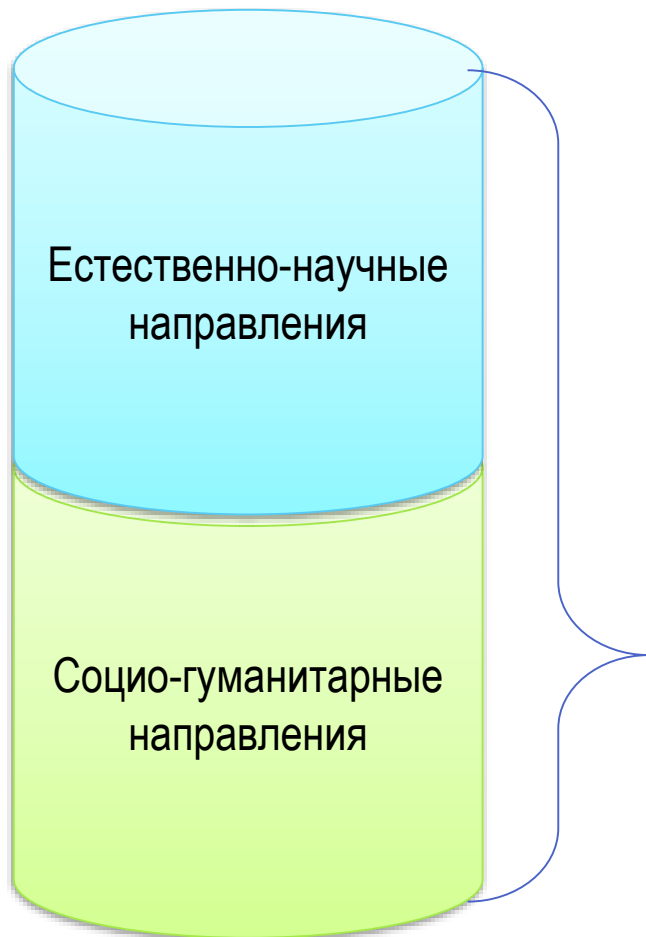 Естественно-научные
направления
Социо-гуманитарные
направления